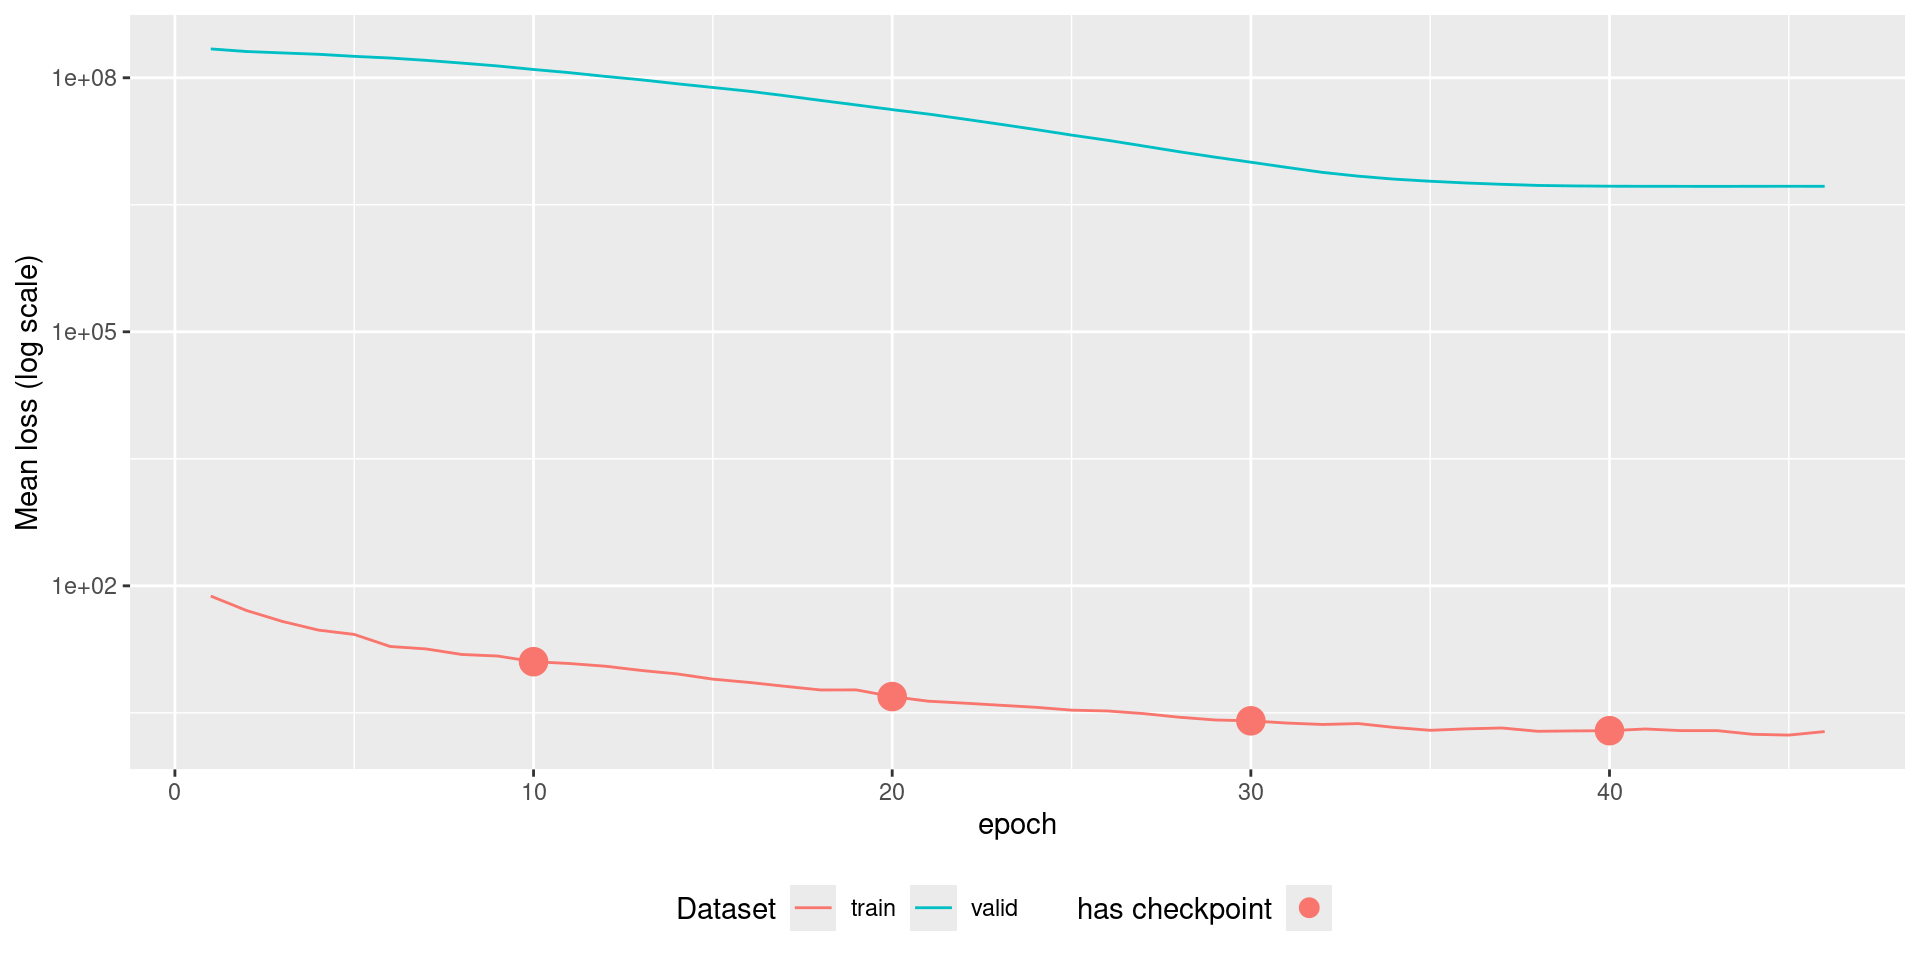 Mean loss (log scale)
1e+08
1e+05
1e+02
0 10 20 30 40
epoch
Dataset train valid has checkpoint